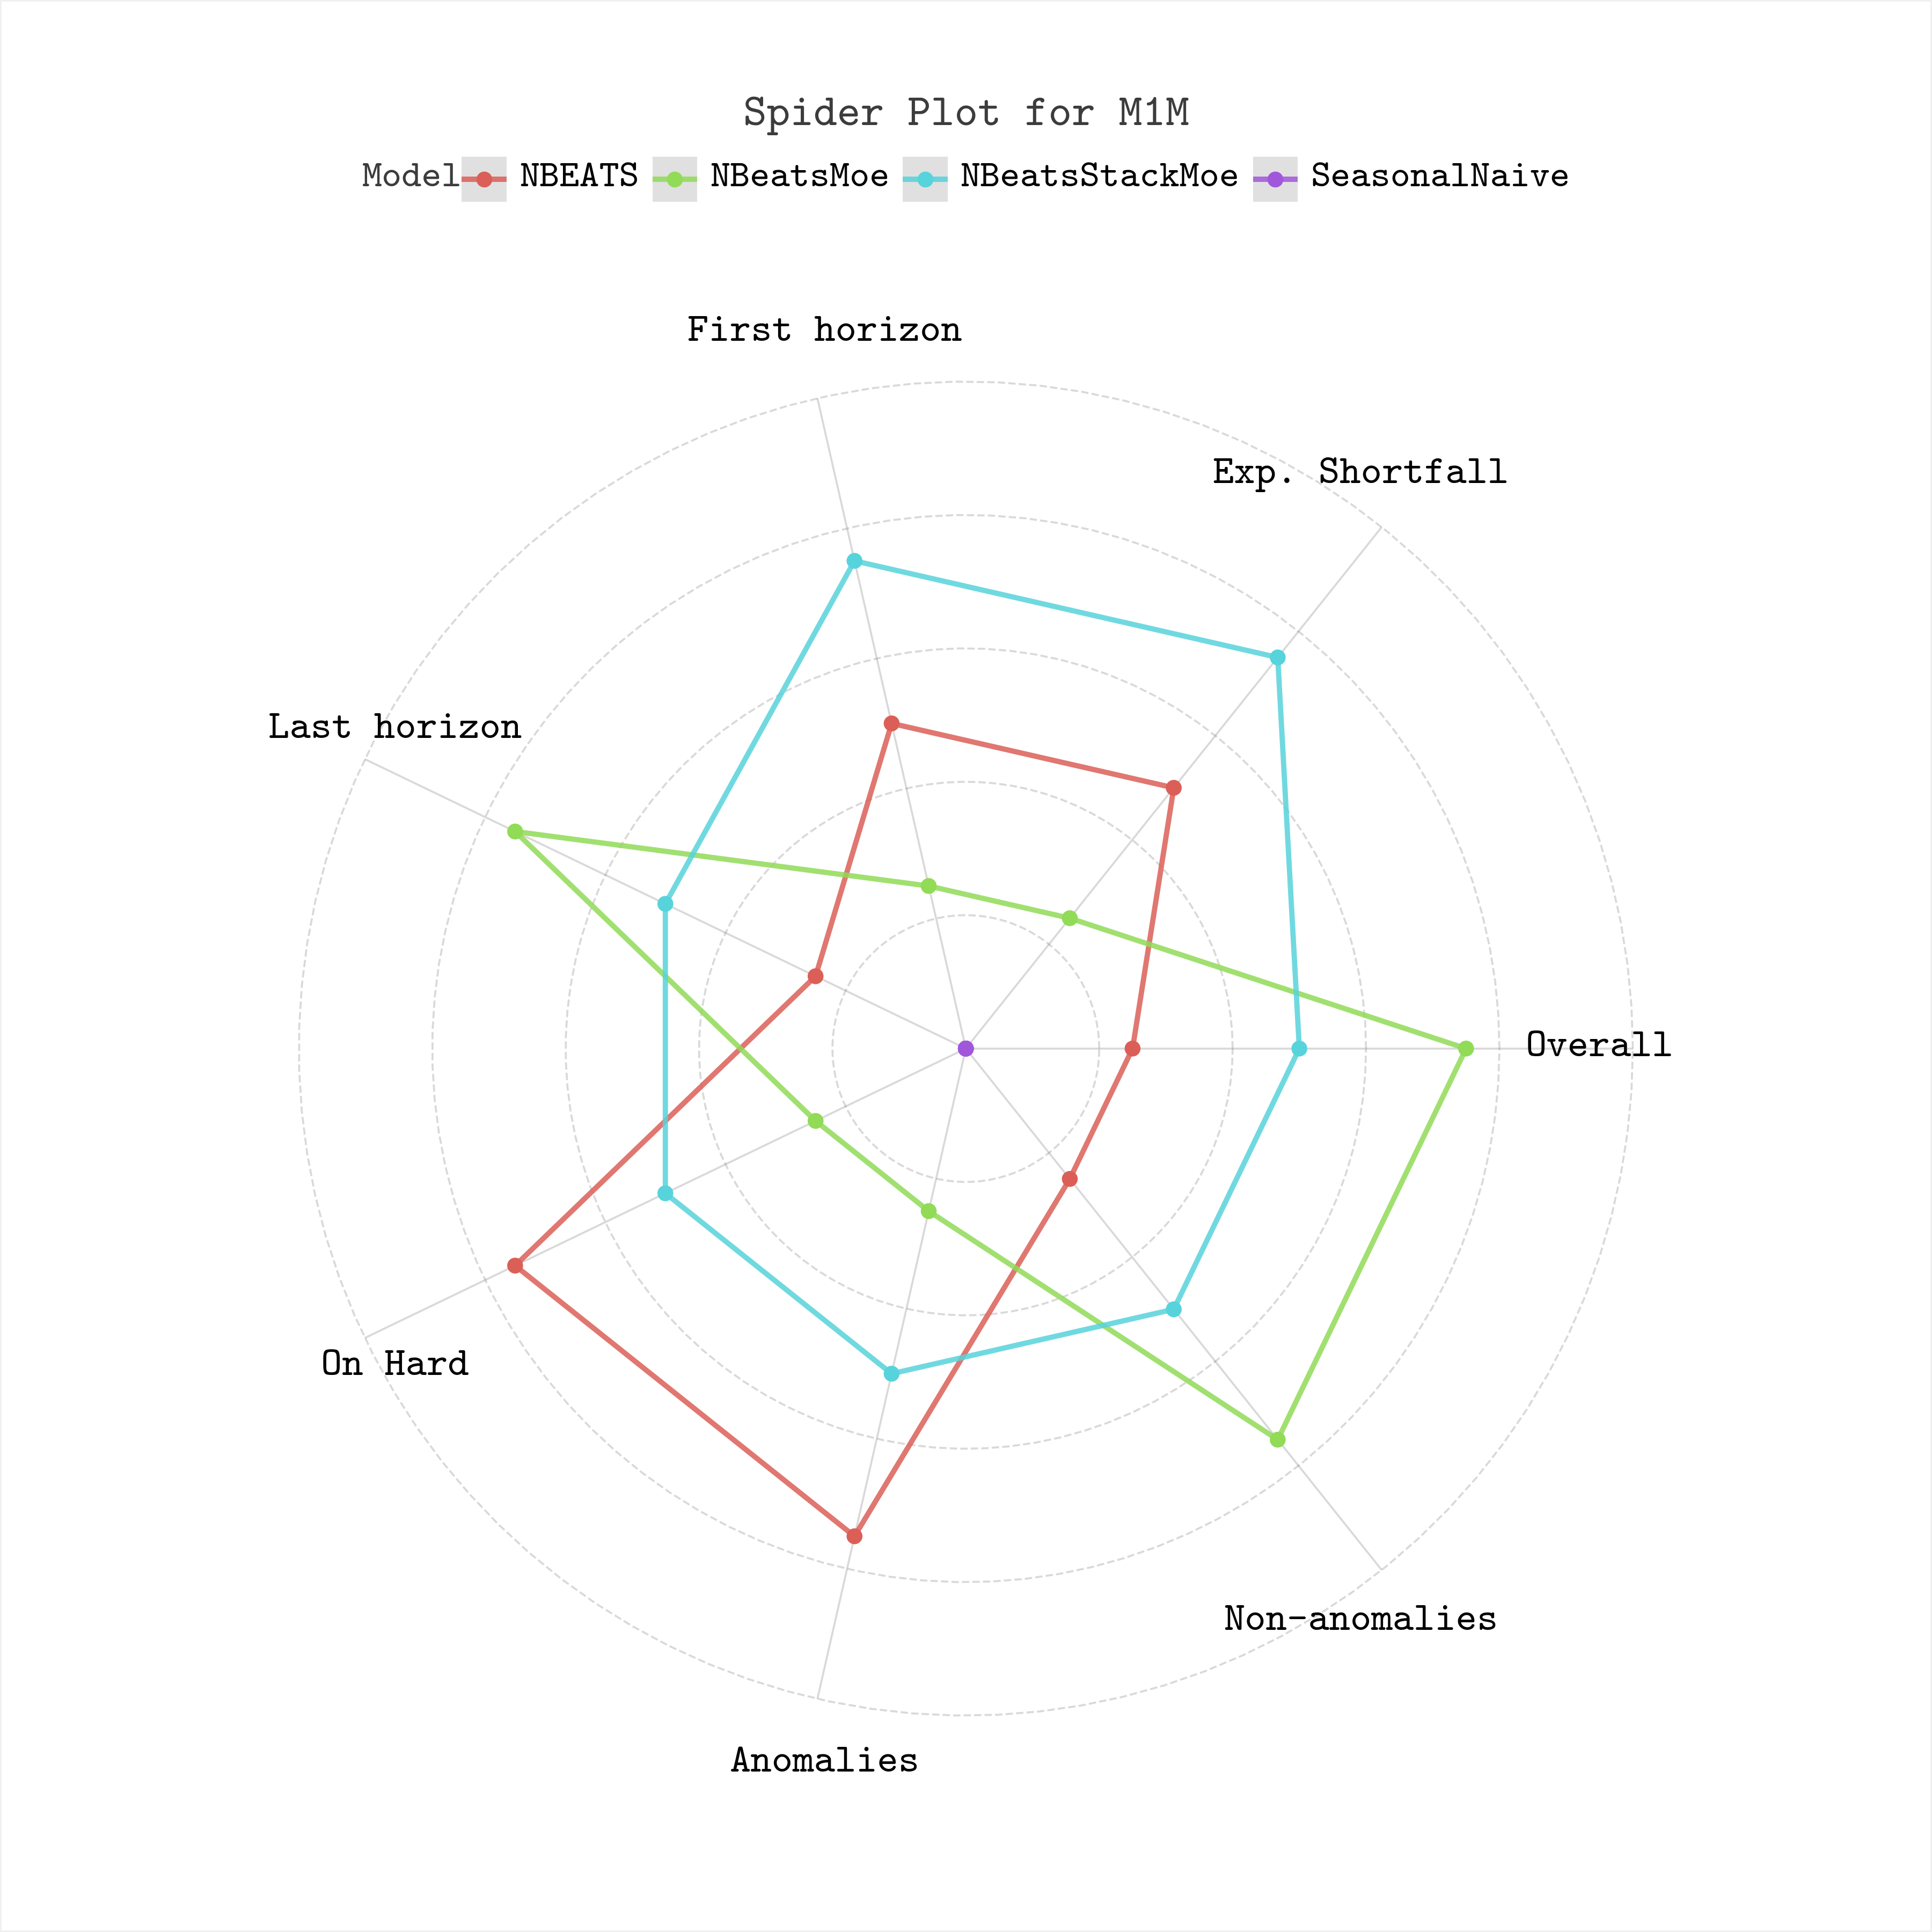 Spider Plot for M1M
Model NBEATS NBeatsMoe NBeatsStackMoe SeasonalNaive
First horizon
Exp. Shortfall
Last horizon
Overall
On Hard
Non-anomalies
Anomalies